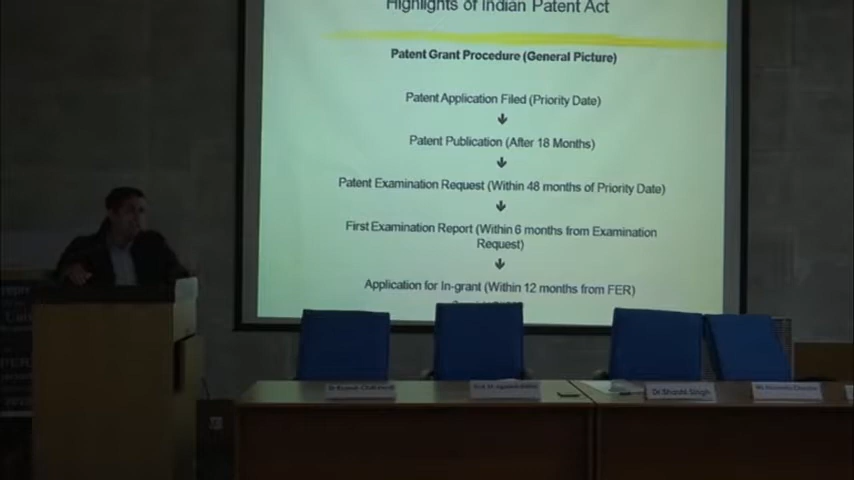 Highlights of Indian Patent Act
Patent Grant Procedure (General Picture)
Patent Application Filed (Priority Date)
Patent Publication (After 18 Months)
Patent Examination Request (Within 48 months of Priority Date)
First Examination Report (Within 6 months from Examination
Request)
Application for In-grant (Within 12 months from FER)
Dr Shashi Singh